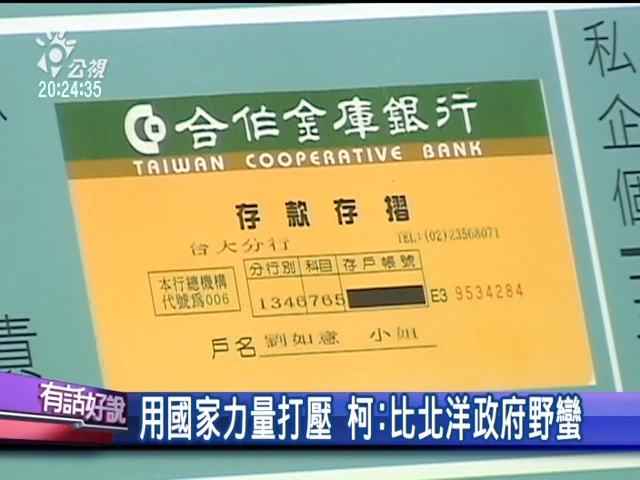 公視
20:24:35
合作金庫銀行
TAIWAN COOPERATIVE BANK
存款存摺
台大分行
TEL:(02)23568071
本行總機構
代號為006
分行別 科目 存戶帳號
1346765
E3 9534284
戶名 劉如意 小姐
私
企
個
責
有話好說
用國家力量打壓 柯:比北洋政府野蠻